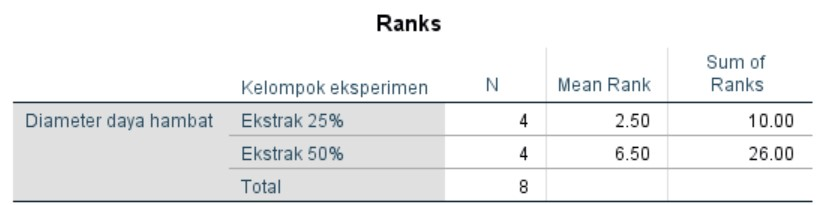 Ranks
Kelompok eksperimen N Mean Rank Sum of Ranks
Diameter daya hambat Ekstrak 25% 4 2.50 10.00
Ekstrak 50% 4 6.50 26.00
Total 8